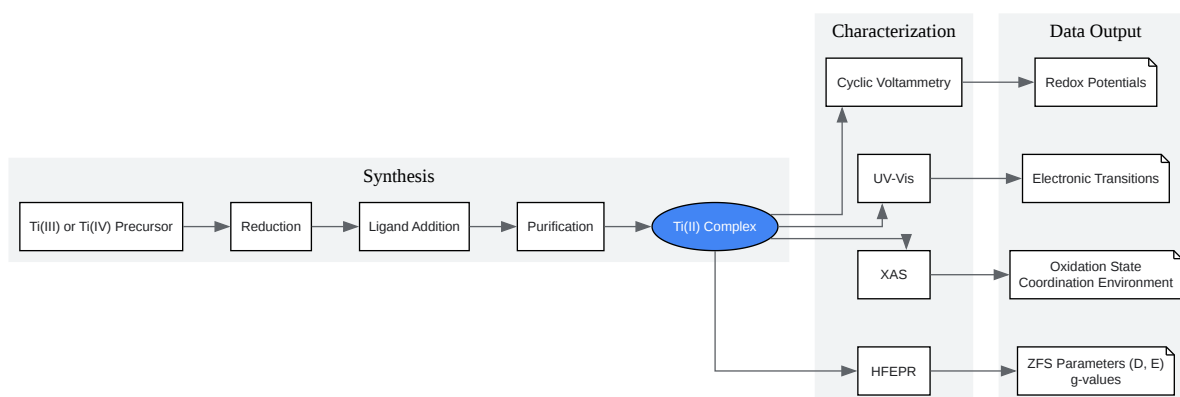 Characterization
Data Output
Cyclic Voltammetry
Redox Potentials
Synthesis
UV-Vis
Electronic Transitions
Ti(III) or Ti(IV) Precursor
Reduction
Ligand Addition
Purification
Ti(II) Complex
XAS
Oxidation State
Coordination Environment
HFEPR
ZFS Parameters (D, E)
g-values